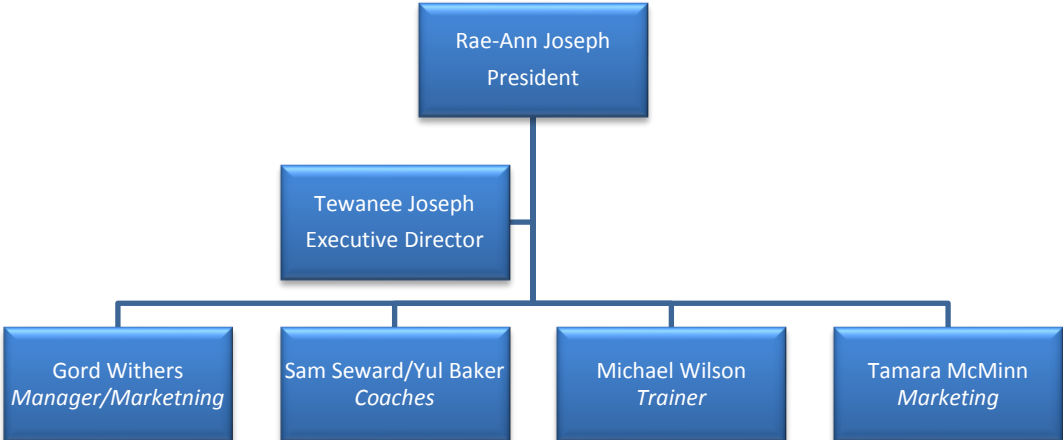 Rae-Ann Joseph
President
Tewanee Joseph
Executive Director
Gord Withers
Manager/Marketning
Sam Seward/Yul Baker
Coaches
Michael Wilson
Trainer
Tamara McMinn
Marketing